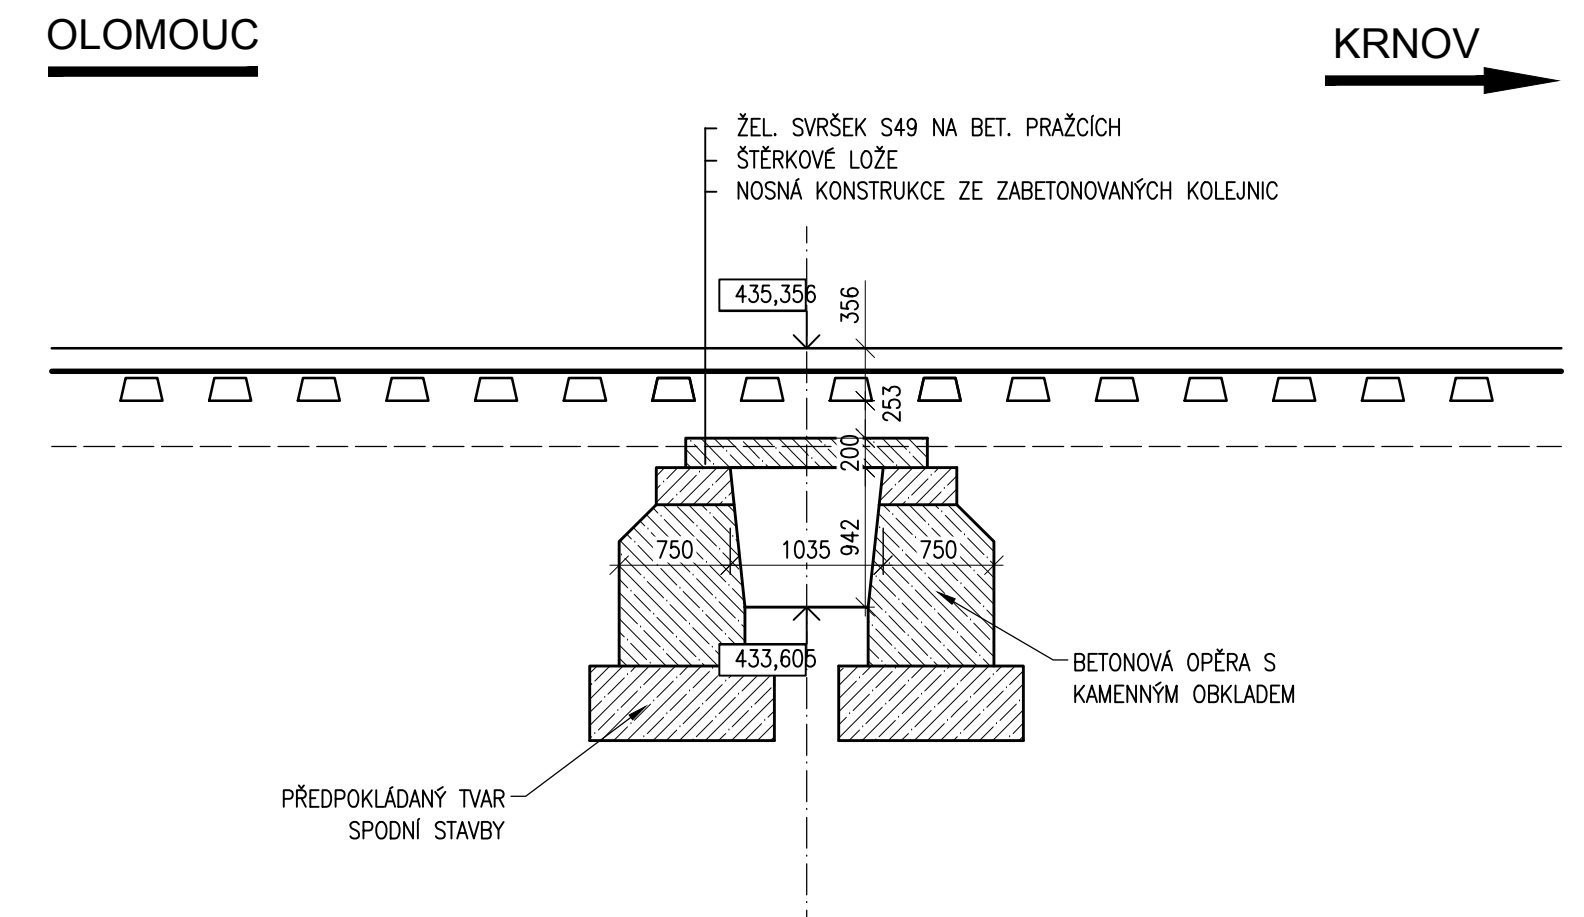 OLOMOUC
KRNOV
ŽEL. SVRŠEK S49 NA BET. PRAŽCÍCH
ŠTĚRKOVÉ LOŽE
NOSNÁ KONSTRUKCE ZE ZABETONOVANÝCH KOLEJNIC
435,356
356
253
200
942
750
1035
750
433,605
BETONOVÁ OPĚRA S
KAMENNÝM OBKLADEM
PŘEDPOKLÁDANÝ TVAR
SPODNÍ STAVBY